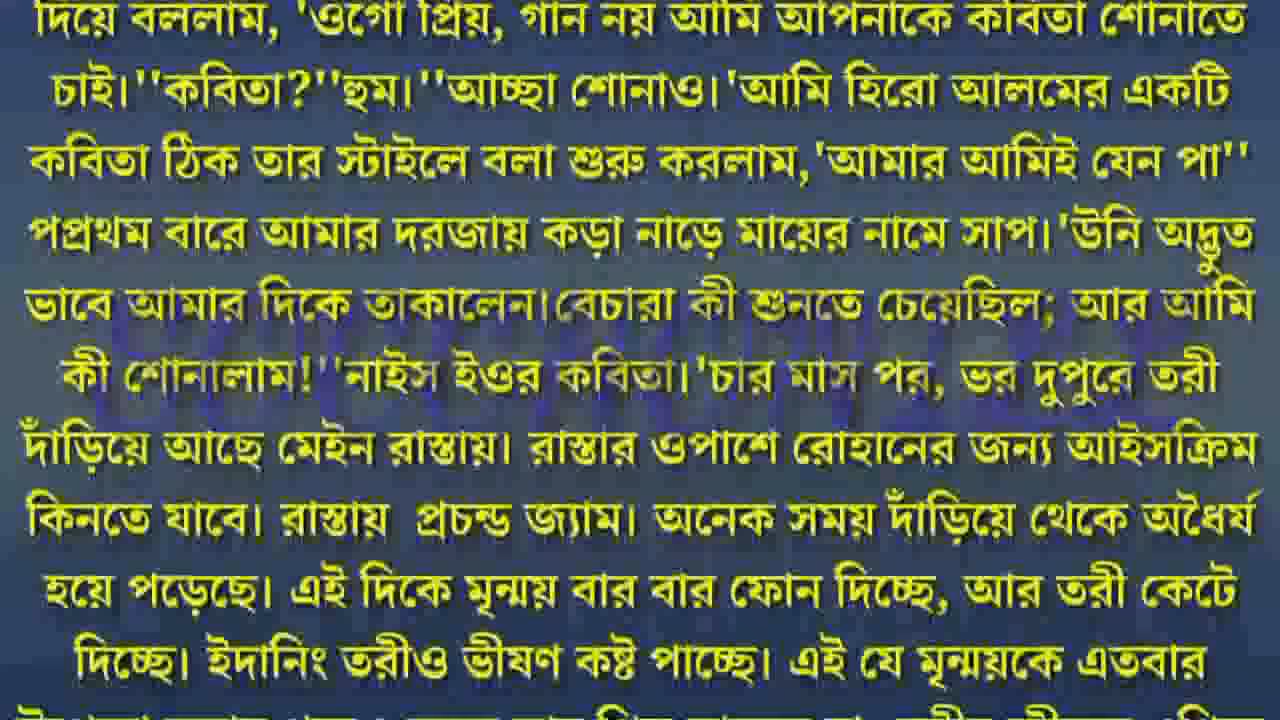 দিয়ে বললাম, 'ওগো প্রিয়, গান নয় আমি আপনাকে কবিতা শোনাতে
চাই।''কবিতা?''হুম।''আচ্ছা শোনাও।'আমি হিরো আলমের একটি
কবিতা ঠিক তার স্টাইলে বলা শুরু করলাম,'আমার আমিই যেন পা''
পপ্রথম বারে আমার দরজায় কড়া নাড়ে মায়ের নামে সাপ।'উনি অদ্ভুত
ভাবে আমার দিকে তাকালেন।বেচারা কী শুনতে চেয়েছিল; আর আমি
কী শোনালাম!''নাইস ইওর কবিতা।'চার মাস পর, ভর দুপুরে তরী
দাঁড়িয়ে আছে মেইন রাস্তায়। রাস্তার ওপাশে রোহানের জন্য আইসক্রিম
কিনতে যাবে। রাস্তায় প্রচন্ড জ্যাম। অনেক সময় দাঁড়িয়ে থেকে অধৈর্য
হয়ে পড়েছে। এই দিকে মৃন্ময় বার বার ফোন দিচ্ছে, আর তরী কেটে
দিচ্ছে। ইদানিং তরীও ভীষণ কষ্ট পাচ্ছে। এই যে মৃন্ময়কে এতবার